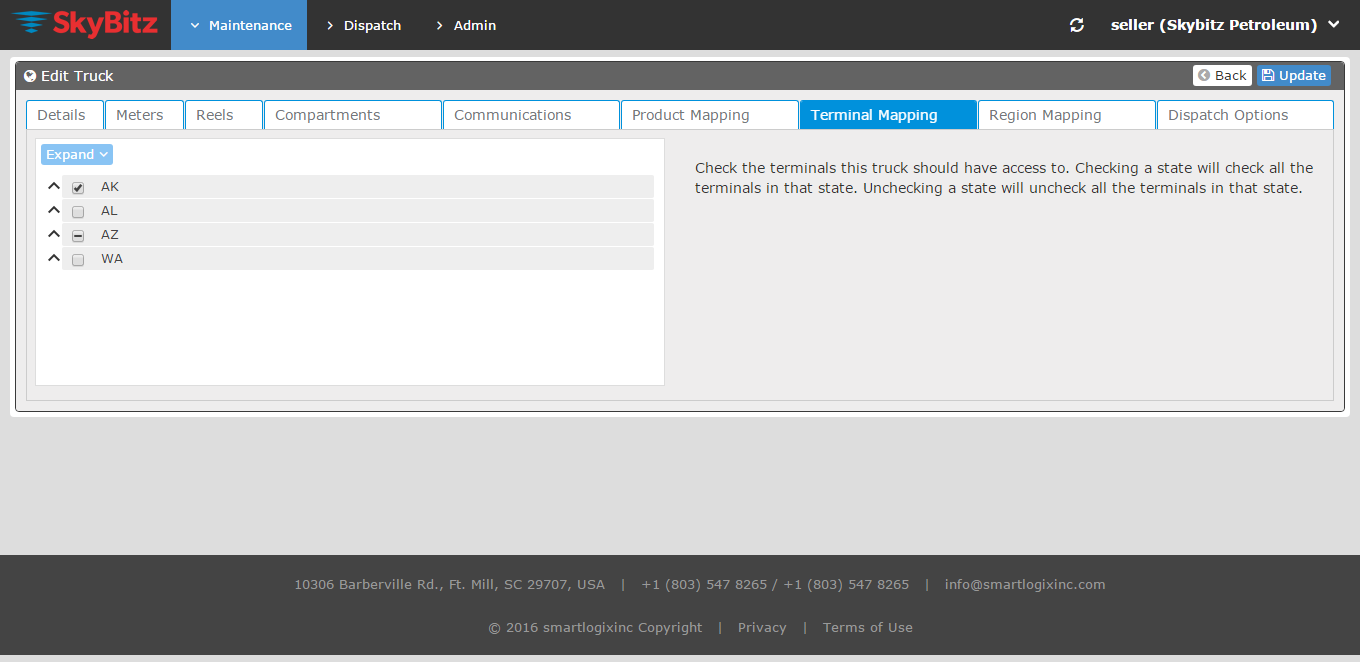 SkyBitz Maintenance Dispatch Admin seller (Skybitz Petroleum)
Edit Truck Back Update
Details Meters Reels Compartments Communications Product Mapping Terminal Mapping Region Mapping Dispatch Options
Expand
AK
AL
AZ
WA
Check the terminals this truck should have access to. Checking a state will check all the
terminals in that state. Unchecking a state will uncheck all the terminals in that state.
10306 Barberville Rd., Ft. Mill, SC 29707, USA | +1 (803) 547 8265 / +1 (803) 547 8265 | info@smartlogixinc.com
© 2016 smartlogixinc Copyright | Privacy | Terms of Use